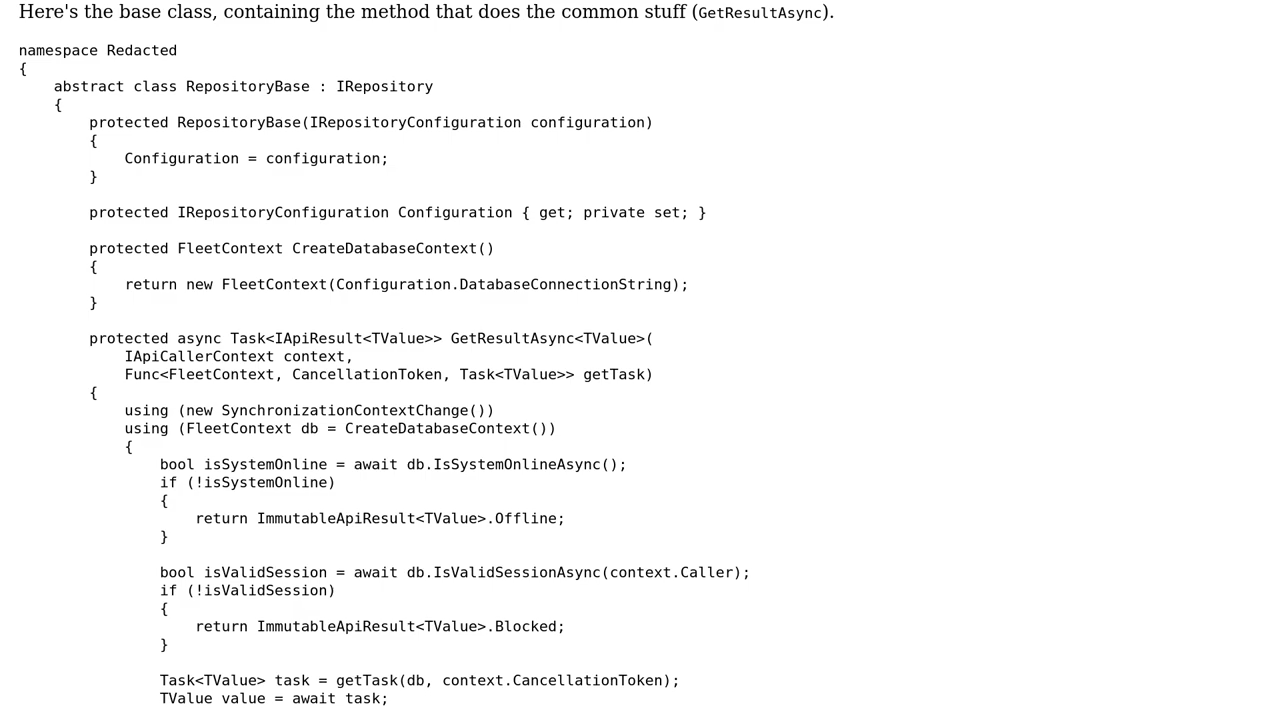 Here's the base class, containing the method that does the common stuff (GetResultAsync).
namespace Redacted
{
    abstract class RepositoryBase : IRepository
    {
        protected RepositoryBase(IRepositoryConfiguration configuration)
        {
            Configuration = configuration;
        }

        protected IRepositoryConfiguration Configuration { get; private set; }

        protected FleetContext CreateDatabaseContext()
        {
            return new FleetContext(Configuration.DatabaseConnectionString);
        }

        protected async Task<IApiResult<TValue>> GetResultAsync<TValue>(
            IApiCallerContext context,
            Func<FleetContext, CancellationToken, Task<TValue>> getTask)
        {
            using (new SynchronizationContextChange())
            using (FleetContext db = CreateDatabaseContext())
            {
                bool isSystemOnline = await db.IsSystemOnlineAsync();
                if (!isSystemOnline)
                {
                    return ImmutableApiResult<TValue>.Offline;
                }

                bool isValidSession = await db.IsValidSessionAsync(context.Caller);
                if (!isValidSession)
                {
                    return ImmutableApiResult<TValue>.Blocked;
                }

                Task<TValue> task = getTask(db, context.CancellationToken);
                TValue value = await task;